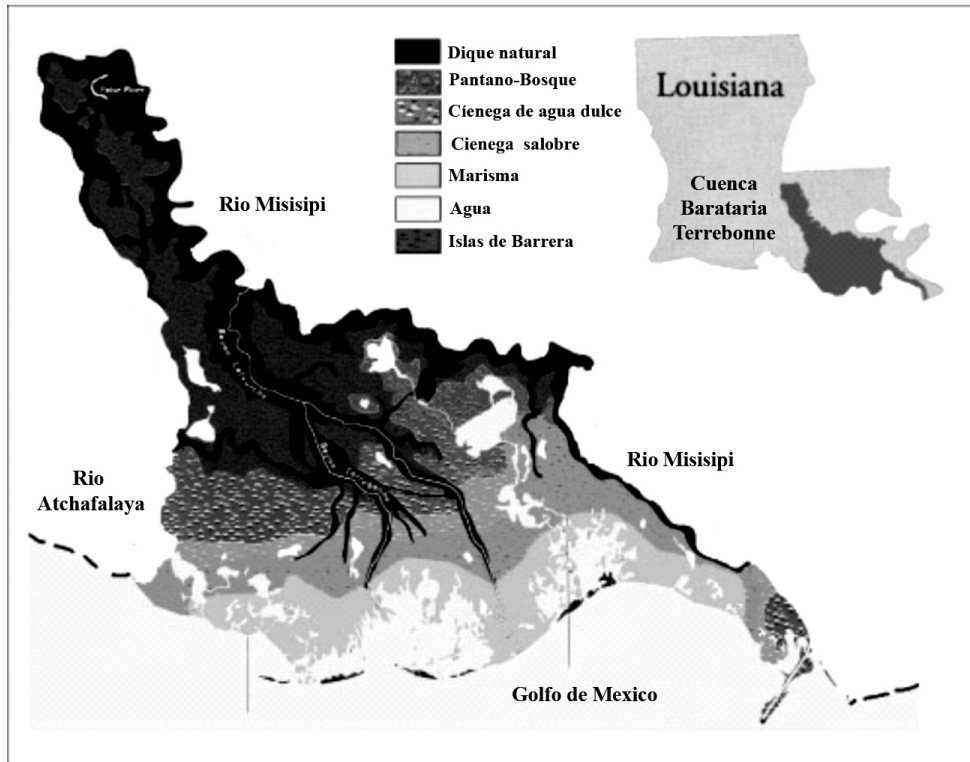 Dique natural
Pantano-Bosque
Cíenega de agua dulce
Cienega salobre
Marisma
Agua
Islas de Barrera
Louisiana
Cuenca
Barataria
Terrebonne
Rio Misisipi
Rio
Atchafalaya
Rio Misisipi
Golfo de Mexico